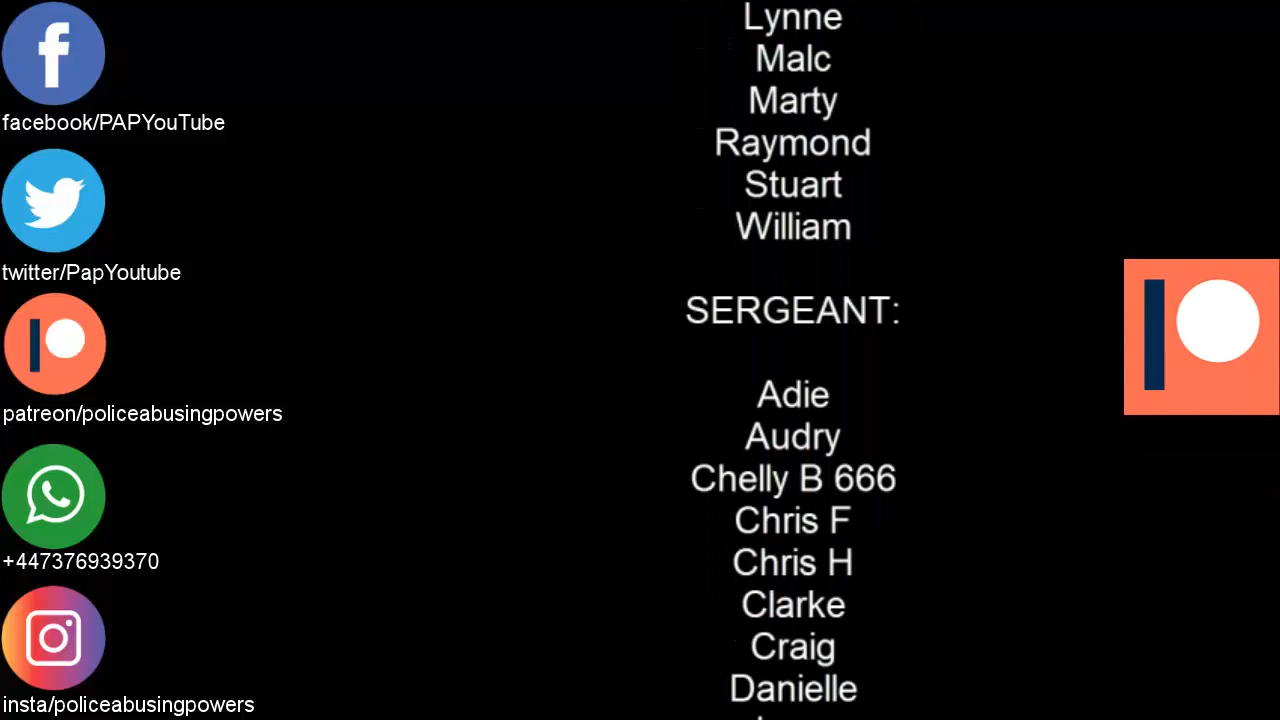 facebook/PAPYouTube
twitter/PapYoutube
patreon/policeabusingpowers
+447376939370
insta/policeabusingpowers
Lynne
Malc
Marty
Raymond
Stuart
William
SERGEANT:
Adie
Audry
Chelly B 666
Chris F
Chris H
Clarke
Craig
Danielle